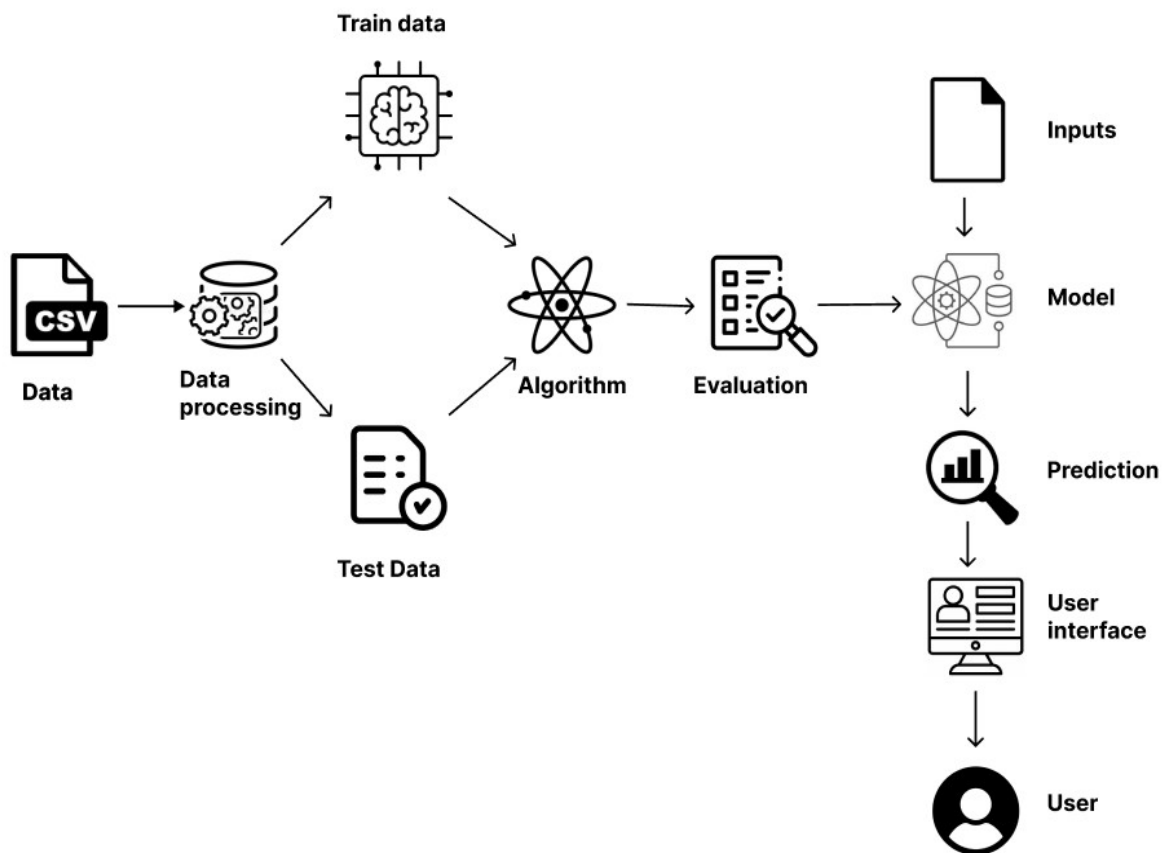 Train data
Inputs
CSV
Model
Data
Data
processing
Algorithm
Evaluation
Prediction
Test Data
User
interface
User